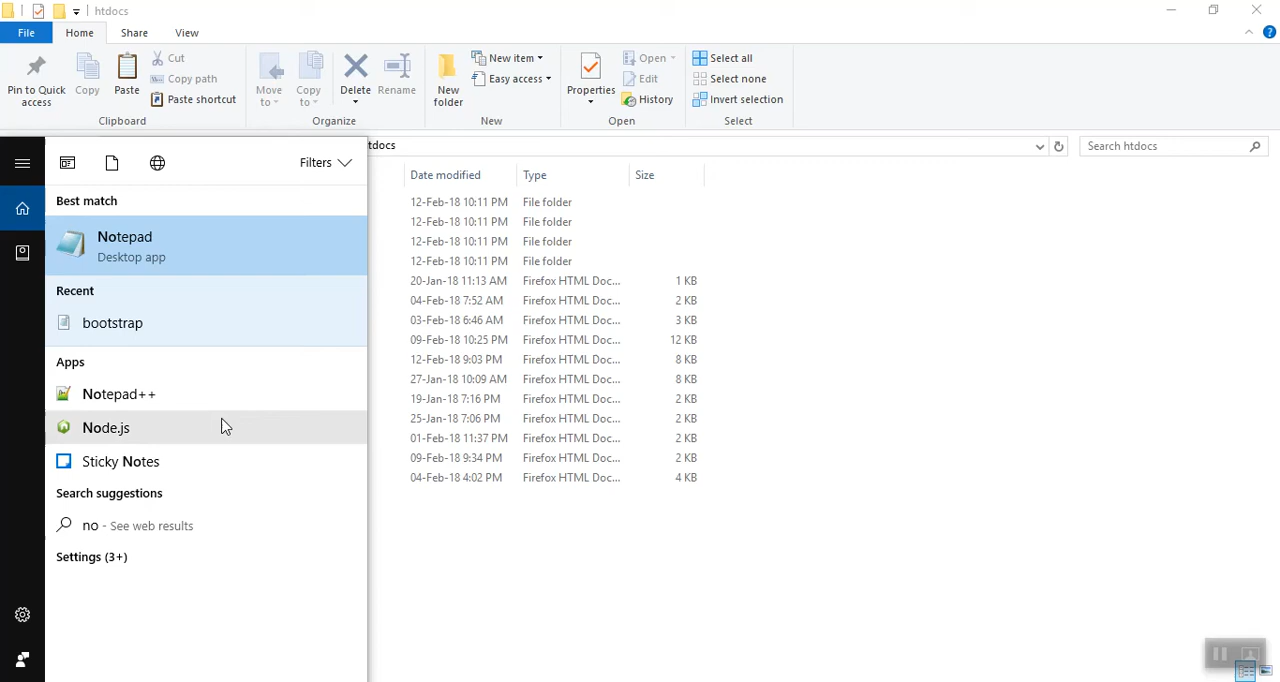 htdocs
File
Home
Share
View
Pin to Quick access
Copy
Paste
Cut
Copy path
Paste shortcut
Clipboard
Move to
Copy to
Delete
Rename
Organize
New folder
New item
Easy access
New
Properties
Open
Edit
History
Open
Select all
Select none
Invert selection
Select
tdocs
Search htdocs
Filters
Best match
Notepad
Desktop app
Recent
bootstrap
Apps
Notepad++
Node.js
Sticky Notes
Search suggestions
no - See web results
Settings (3+)
Date modified Type Size
12-Feb-18 10:11 PM File folder
12-Feb-18 10:11 PM File folder
12-Feb-18 10:11 PM File folder
12-Feb-18 10:11 PM File folder
20-Jan-18 11:13 AM Firefox HTML Doc... 1 KB
04-Feb-18 7:52 AM Firefox HTML Doc... 2 KB
03-Feb-18 6:46 AM Firefox HTML Doc... 3 KB
09-Feb-18 10:25 PM Firefox HTML Doc... 12 KB
12-Feb-18 9:03 PM Firefox HTML Doc... 8 KB
27-Jan-18 10:09 AM Firefox HTML Doc... 8 KB
19-Jan-18 7:16 PM Firefox HTML Doc... 2 KB
25-Jan-18 7:06 PM Firefox HTML Doc... 2 KB
01-Feb-18 11:37 PM Firefox HTML Doc... 2 KB
09-Feb-18 9:34 PM Firefox HTML Doc... 2 KB
04-Feb-18 4:02 PM Firefox HTML Doc... 4 KB